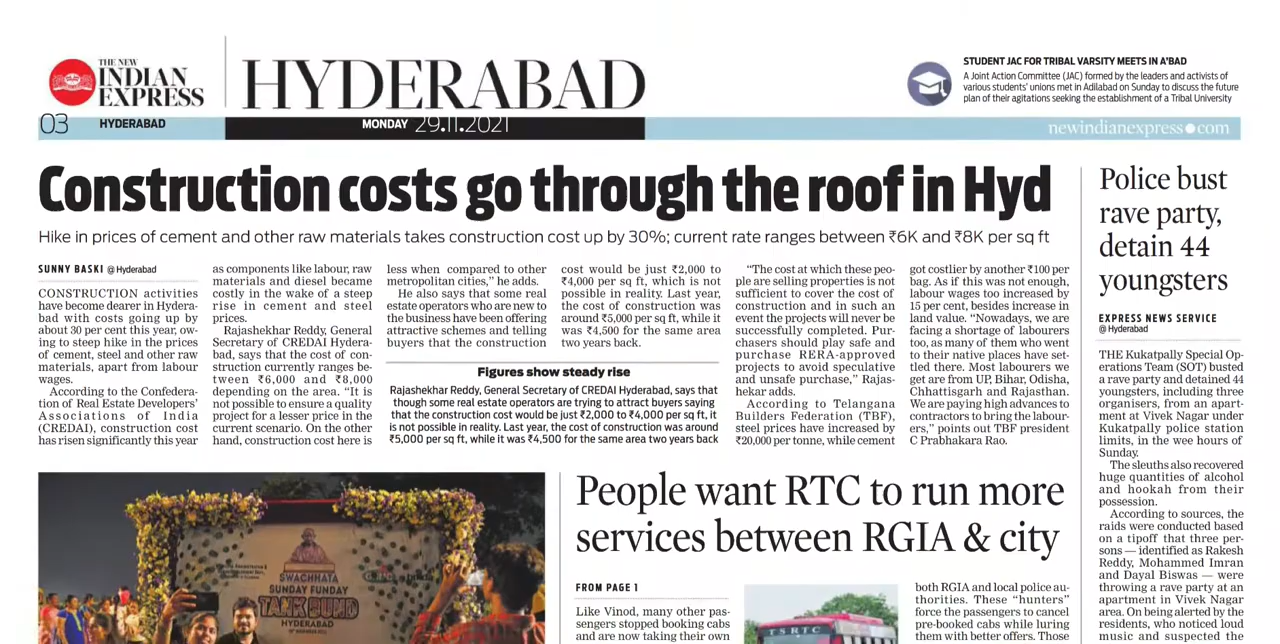 THE NEW
INDIAN
EXPRESS
HYDERABAD
STUDENT JAC FOR TRIBAL VARSITY MEETS IN A'BAD
A Joint Action Committee (JAC) formed by the leaders and activists of
various students' unions met in Adilabad on Sunday to discuss the future
plan of their agitations seeking the establishment of a Tribal University
03 HYDERABAD
MONDAY 29.11.2021
newindianexpress●com
Construction costs go through the roof in Hyd
Hike in prices of cement and other raw materials takes construction cost up by 30%; current rate ranges between ₹6K and ₹8K per sq ft
SUNNY BASKI @ Hyderabad
CONSTRUCTION activities
have become dearer in Hydera-
bad with costs going up by
about 30 per cent this year, ow-
ing to steep hike in the prices
of cement, steel and other raw
materials, apart from labour
wages.
According to the Confedera-
tion of Real Estate Developers'
Associations of India
(CREDAI), construction cost
has risen significantly this year
as components like labour, raw
materials and diesel became
costly in the wake of a steep
rise in cement and steel
prices.
Rajashekhar Reddy, General
Secretary of CREDAI Hydera-
bad, says that the cost of con-
struction currently ranges be-
tween ₹6,000 and ₹8,000
depending on the area. “It is
not possible to ensure a quality
project for a lesser price in the
current scenario. On the other
hand, construction cost here is
less when compared to other
metropolitan cities,” he adds.
He also says that some real
estate operators who are new to
the business have been offering
attractive schemes and telling
buyers that the construction
cost would be just ₹2,000 to
₹4,000 per sq ft, which is not
possible in reality. Last year,
the cost of construction was
around ₹5,000 per sq ft, while it
was ₹4,500 for the same area
two years back.
Figures show steady rise
Rajashekhar Reddy, General Secretary of CREDAI Hyderabad, says that
though some real estate operators are trying to attract buyers saying
that the construction cost would be just ₹2,000 to ₹4,000 per sq ft, it
is not possible in reality. Last year, the cost of construction was around
₹5,000 per sq ft, while it was ₹4,500 for the same area two years back
“The cost at which these peo-
ple are selling properties is not
sufficient to cover the cost of
construction and in such an
event the projects will never be
successfully completed. Pur-
chasers should play safe and
purchase RERA-approved
projects to avoid speculative
and unsafe purchase,” Rajas-
hekar adds.
According to Telangana
Builders Federation (TBF),
steel prices have increased by
₹20,000 per tonne, while cement
got costlier by another ₹100 per
bag. As if this was not enough,
labour wages too increased by
15 per cent, besides increase in
land value. “Nowadays, we are
facing a shortage of labourers
too, as many of them who went
to their native places have set-
tled there. Most labourers we
get are from UP, Bihar, Odisha,
Chhattisgarh and Rajasthan.
We are paying high advances to
contractors to bring the labour-
ers,” points out TBF president
C Prabhakara Rao.
Police bust
rave party,
detain 44
youngsters
EXPRESS NEWS SERVICE
@ Hyderabad
THE Kukatpally Special Op-
erations Team (SOT) busted
a rave party and detained 44
youngsters, including three
organisers, from an apart-
ment at Vivek Nagar under
Kukatpally police station
limits, in the wee hours of
Sunday.
The sleuths also recovered
huge quantities of alcohol
and hookah from their
possession.
According to sources, the
raids were conducted based
on a tipoff that three per-
sons — identified as Rakesh
Reddy, Mohammed Imran
and Dayal Biswas — were
throwing a rave party at an
apartment in Vivek Nagar
area. On being alerted by the
residents, who noticed loud
music and suspected the
SWACHHATA
SUNDAY FUNDAY
TANK BUND
HYDERABAD
People want RTC to run more
services between RGIA & city
FROM PAGE 1
Like Vinod, many other pas-
sengers stopped booking cabs
and are now taking their own
TSRTC
both RGIA and local police au-
thorities. These “hunters”
force the passengers to cancel
pre-booked cabs while luring
them with better offers. Those